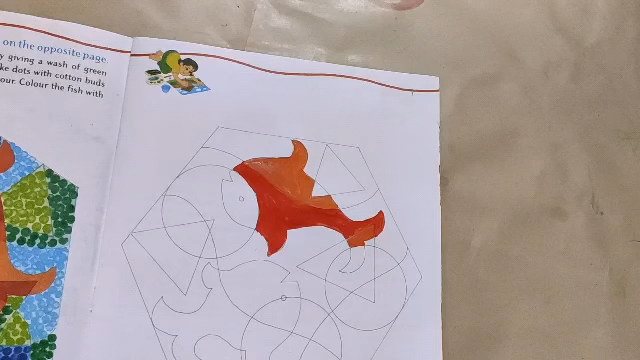 on the opposite page.
y giving a wash of green
ke dots with cotton buds
our. Colour the fish with